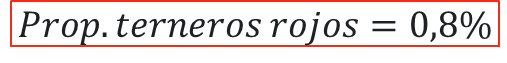 Prop. terneros rojos = 0,8%